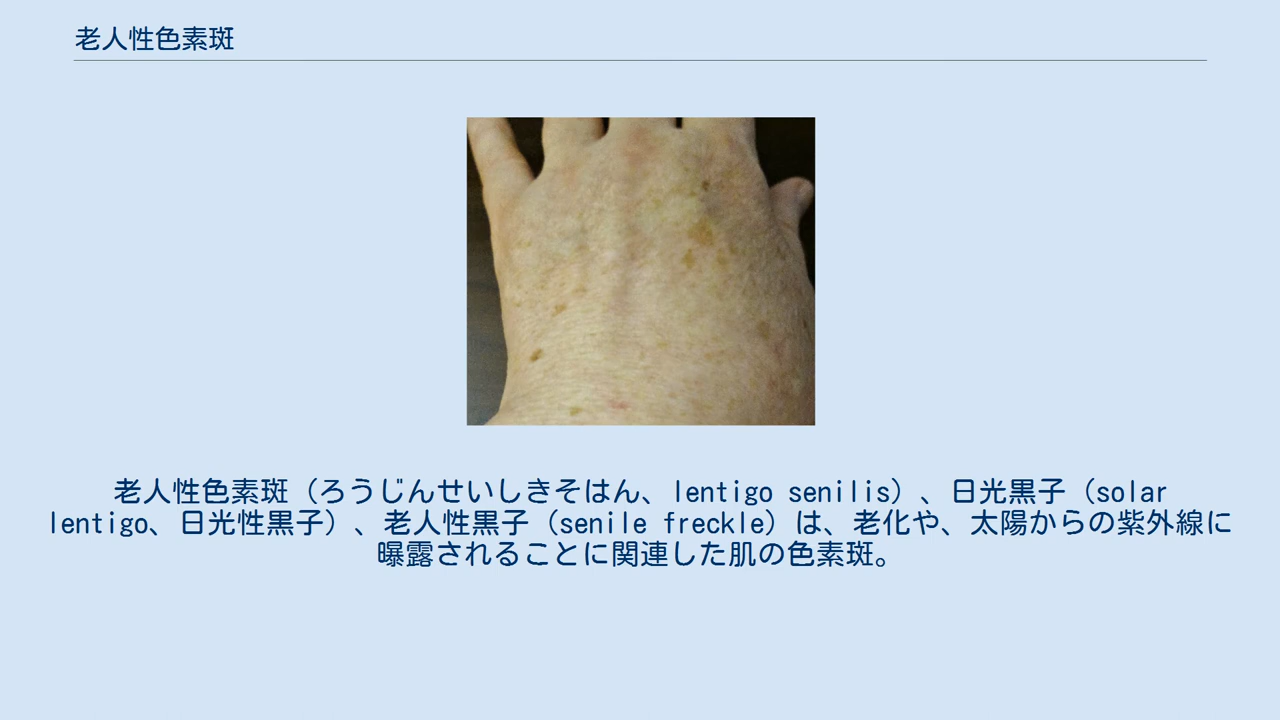 老人性色素斑
老人性色素斑（ろうじんせいしきそはん、lentigo senilis）、日光黒子（solar
lentigo、日光性黒子）、老人性黒子（senile freckle）は、老化や、太陽からの紫外線に
曝露されることに関連した肌の色素斑。